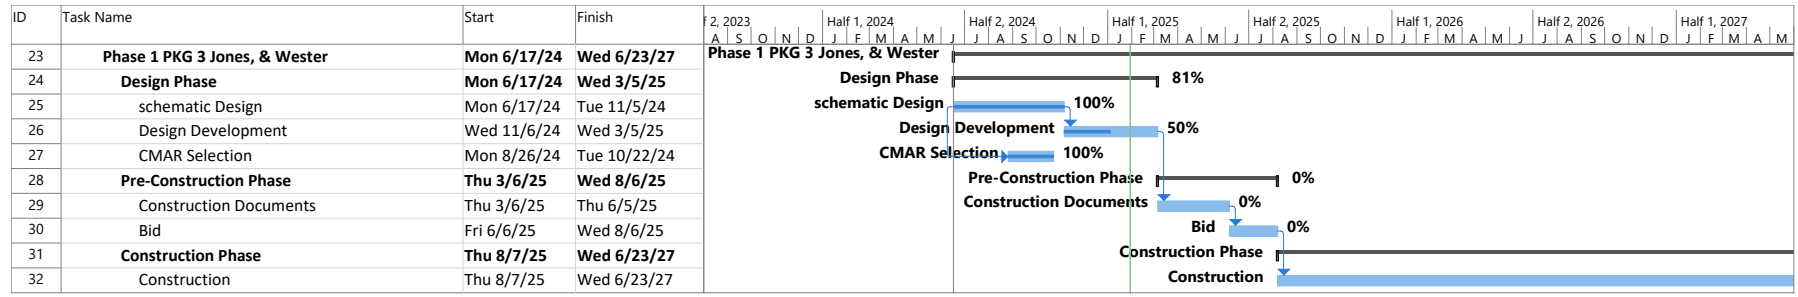 ID Task Name Start Finish f 2, 2023 Half 1, 2024 Half 2, 2024 Half 1, 2025 Half 2, 2025 Half 1, 2026 Half 2, 2026 Half 1, 2027
A S O N D J F M A M J J A S O N D J F M A M J J A S O N D J F M A M J J A S O N D J F M A M
23 Phase 1 PKG 3 Jones, & Wester Mon 6/17/24 Wed 6/23/27 Phase 1 PKG 3 Jones, & Wester
24 Design Phase Mon 6/17/24 Wed 3/5/25 Design Phase 81%
25 schematic Design Mon 6/17/24 Tue 11/5/24 schematic Design 100%
26 Design Development Wed 11/6/24 Wed 3/5/25 Design Development 50%
27 CMAR Selection Mon 8/26/24 Tue 10/22/24 CMAR Selection 100%
28 Pre-Construction Phase Thu 3/6/25 Wed 8/6/25 Pre-Construction Phase 0%
29 Construction Documents Thu 3/6/25 Thu 6/5/25 Construction Documents 0%
30 Bid Fri 6/6/25 Wed 8/6/25 Bid 0%
31 Construction Phase Thu 8/7/25 Wed 6/23/27 Construction Phase
32 Construction Thu 8/7/25 Wed 6/23/27 Construction